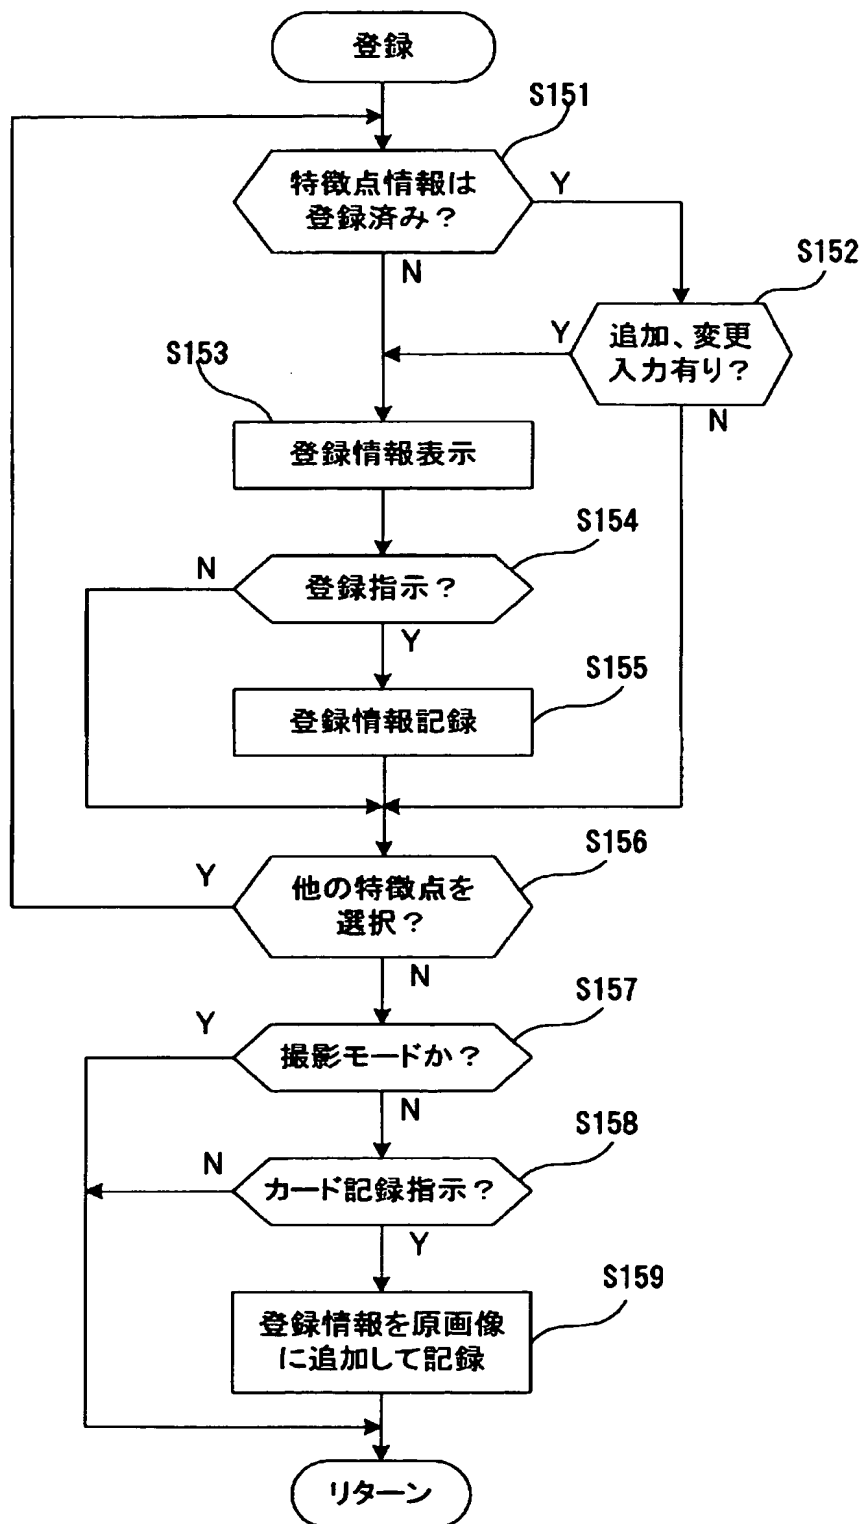 登録
S151
特徴点情報は
登録済み？
Y
N
S152
追加、変更
入力有り？
Y
N
S153
登録情報表示
S154
登録指示？
N
Y
S155
登録情報記録
S156
他の特徴点を
選択？
Y
N
S157
撮影モードか？
Y
N
S158
カード記録指示？
N
Y
S159
登録情報を原画像
に追加して記録
リターン